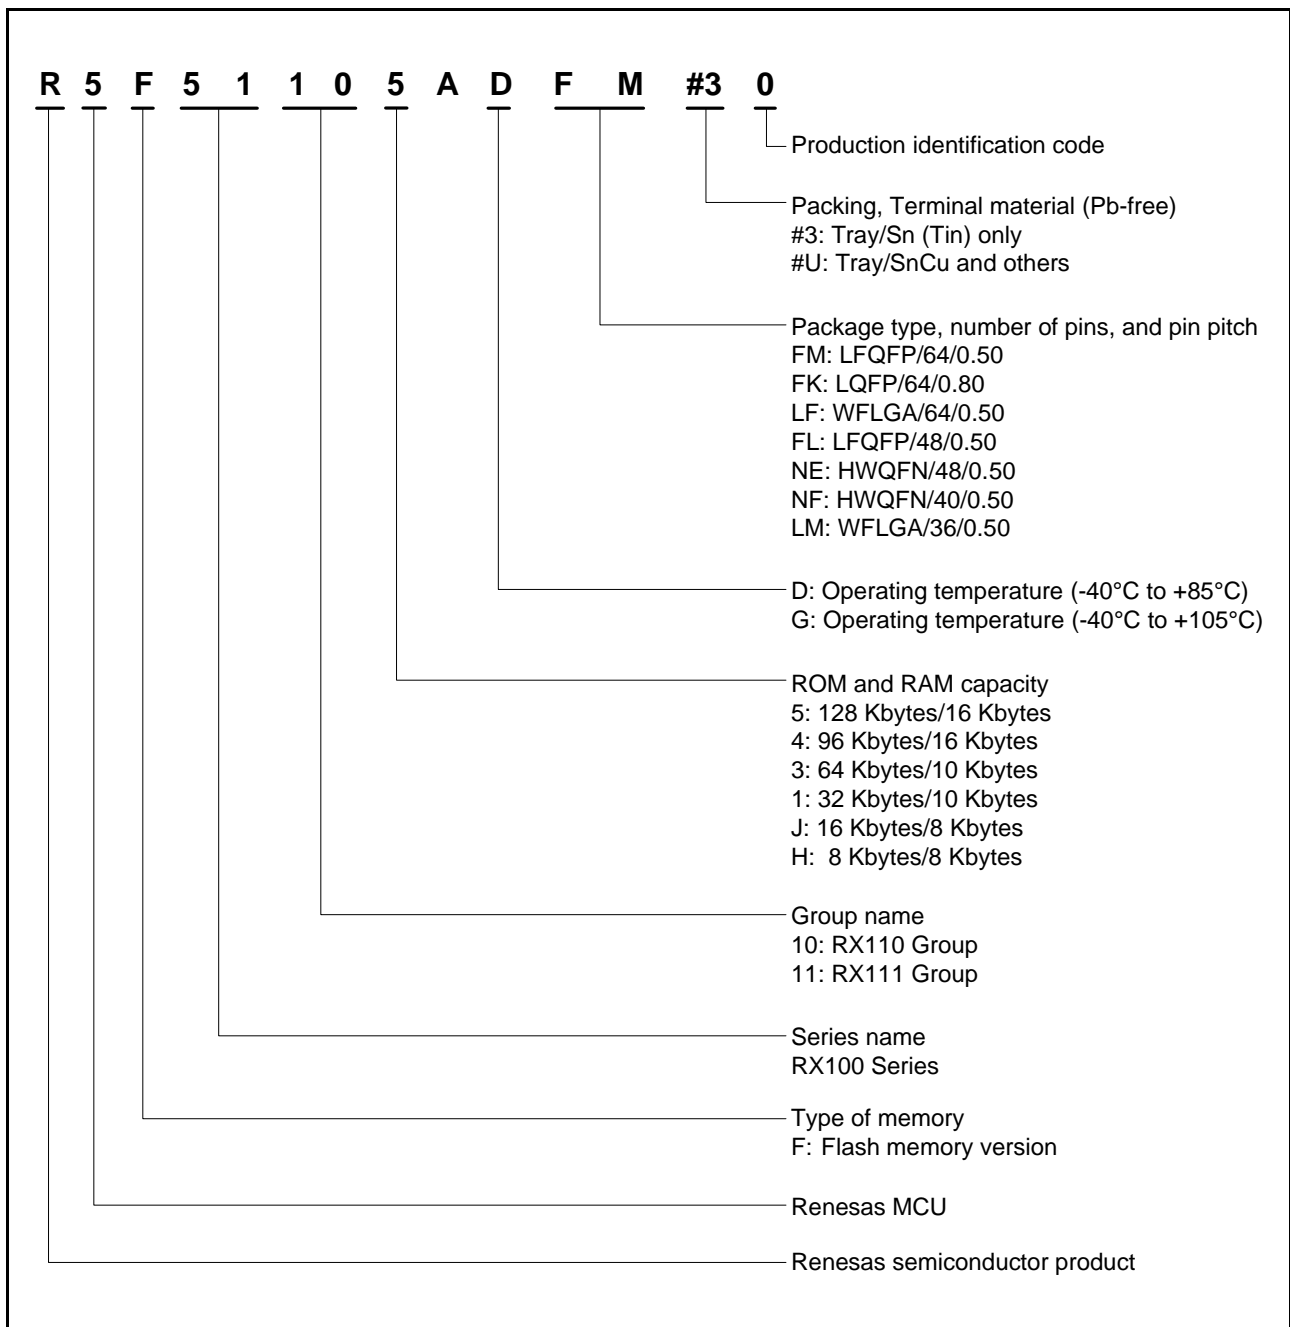 R 5 F 5 1 1 0 5 A D F M #3 0
Production identification code
Packing, Terminal material (Pb-free)
#3: Tray/Sn (Tin) only
#U: Tray/SnCu and others
Package type, number of pins, and pin pitch
FM: LFQFP/64/0.50
FK: LQFP/64/0.80
LF: WFLGA/64/0.50
FL: LFQFP/48/0.50
NE: HWQFN/48/0.50
NF: HWQFN/40/0.50
LM: WFLGA/36/0.50
D: Operating temperature (-40°C to +85°C)
G: Operating temperature (-40°C to +105°C)
ROM and RAM capacity
5: 128 Kbytes/16 Kbytes
4: 96 Kbytes/16 Kbytes
3: 64 Kbytes/10 Kbytes
1: 32 Kbytes/10 Kbytes
J: 16 Kbytes/8 Kbytes
H: 8 Kbytes/8 Kbytes
Group name
10: RX110 Group
11: RX111 Group
Series name
RX100 Series
Type of memory
F: Flash memory version
Renesas MCU
Renesas semiconductor product